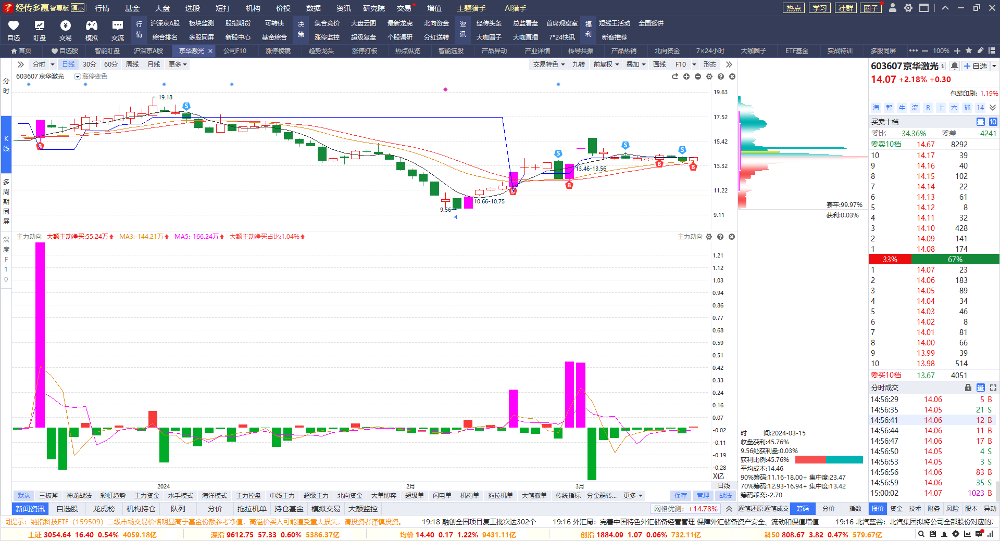 经传多赢 智尊版 演示 行情 基金 大盘 选股 短打 机构 价投 数据 资讯 研究院 交易 增值 主题猎手 AI猎手 热点 学习 社群 圈子
自选 盯盘 交易 模拟 交流
行情 沪深京A股 板块监测 股指期货 可转债 决策 集合竞价 大盘云图 最新龙虎 北向资金 资讯 经传头条 总监看盘 首席观察室 福利 短线王活动 全国巡讲
综合排名 多股同屏 新股中心 基金综合 涨停监控 超级复盘 个股调研 分红送转 大咖圈子 大咖直播 7*24快讯 新客推荐
首页 自选股 智能盯盘 沪深京A股 京华激光 公司F10 涨停棱镜 趋势龙头 涨停打板 热点纵览 智能选股 产品异动 产业详情 传导共振 产品热销 北向资金 7×24小时 大咖圈子 ETF基金 实战特训 多股同屏 100%
分时 日线 30分 60分 周线 月线 更多 交易特色 九转 前复权 叠加 画线 F10 形态
分时
K线
多周期同屏
深度F10
603607 京华激光 涨停变色
19.63
17.52
15.42
13.32
11.22
9.11
19.18
S
S
S
S
B
B
B
B
B
13.46-13.56
10.66-10.75
9.56
主力动向 大额主动净买:55.24万 MA3:-144.21万 MA5:-166.24万 大额主动净买占比:1.04% 主力动向
1.21
1.12
1.03
0.94
0.86
0.77
0.68
0.59
0.51
0.42
0.33
0.24
0.16
0.07
-0.02
-0.11
-0.19
-0.28
X亿
2024 2月 3月 日线
默认 三板斧 神龙战法 彩虹趋势 主力资金 水手模式 海洋模式 主力控盘 中线主力 超级主力 北向资金 大单博弈 超级单 闪电单 机构单 拖拉机单 大笔撤单 传统指标 分金弱转... 更多 保存 管理 战法
新闻资讯 自选股 龙虎榜 机构持仓 队列 分价 拖拉机单 持仓基金 模拟交易 大额监控 网格优测: +14.78%
套牢:99.97%
获利:0.03%
时 间:2024-03-15
收盘获利:45.76%
9.56处获利盘:0.03%
获利比例:45.76%
平均成本:14.46
90%筹码:11.16-18.00+ 集中度:23.47
70%筹码:12.93-16.94+ 集中度:13.42
筹码乖离:-2.70
逐笔还原 逐笔成交 筹码 分价 指数 报价 资金 技术 财务 风险 股本 异动
603607 京华激光 自选
14.07 +2.18% +0.30
包装印刷: 1.19%
海 智 牛 流 R 上 六 捕 14
买卖十档 量 10
委比 -34.36% 委差 -4241
委卖10档 14.67 8292
10 14.17 39
9 14.16 40
8 14.15 102
7 14.14 22
6 14.13 61
5 14.12 8
4 14.11 32
3 14.10 428
2 14.09 141
1 14.08 174
33% 67%
1 14.07 23
2 14.06 183
3 14.05 89
4 14.04 34
5 14.03 46
6 14.02 8
7 14.01 81
8 14.00 66
9 13.99 39
10 13.98 514
委买10档 13.67 4051
分时成交 量
14:56:29 14.06 5 B
14:56:35 14.05 21 S
14:56:41 14.06 12 B
14:56:44 14.06 11 B
14:56:47 14.06 17 B
14:56:50 14.05 4 S
14:56:53 14.05 3 S
14:56:56 14.06 83 B
14:56:59 14.06 35 S
15:00:02 14.07 1023 B
提示：纳指科技ETF（159509）二级市场交易价格明显高于基金份额参考净值，高溢价买入可能遭受重大损失，请投资者谨慎投资。 19:18 融创全国项目复工批次达302个 19:16 外汇局：完善中国特色外汇储备经营管理 保障外汇储备资产安全、流动和保值增值 19:16 北汽蓝谷：北汽集团拟将公司全部股份对应的
上证 3054.64 16.40 0.54% 4059.18亿 深指 9612.75 57.33 0.60% 5386.37亿 均价 14.40 0.17 1.22% 9431.11亿 创指 1884.09 1.07 0.06% 732.11亿 科50 808.67 3.82 0.47% 579.67亿